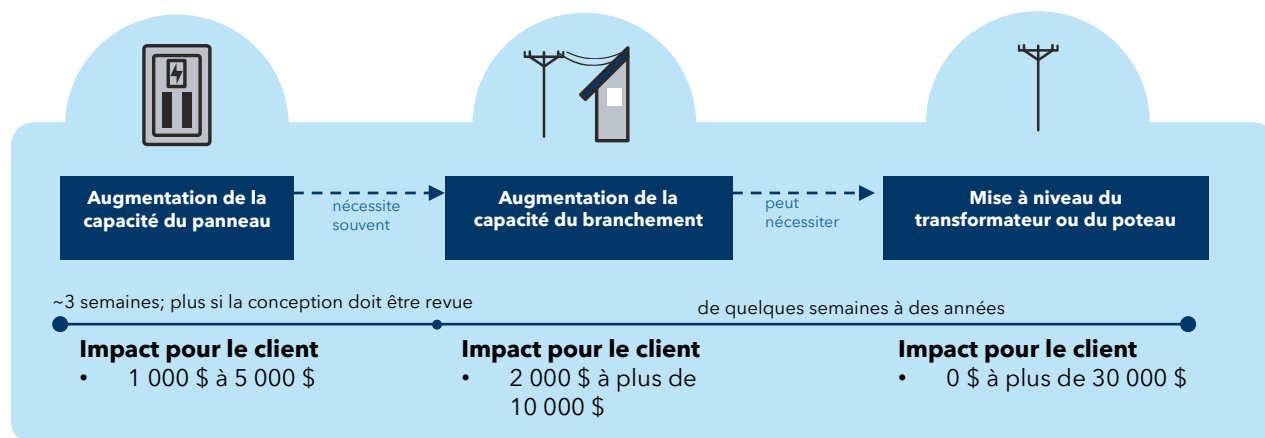 Augmentation de la
capacité du panneau
nécessite
souvent
Augmentation de la
capacité du branchement
peut
nécessiter
Mise à niveau du
transformateur ou du poteau
~3 semaines; plus si la conception doit être revue
de quelques semaines à des années
Impact pour le client
• 1 000 $ à 5 000 $
Impact pour le client
• 2 000 $ à plus de
10 000 $
Impact pour le client
• 0 $ à plus de 30 000 $